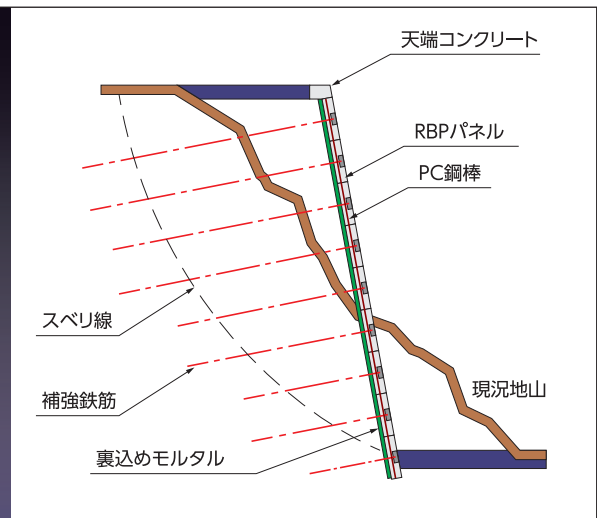 天端コンクリート
RBPパネル
PC鋼棒
スベリ線
補強鉄筋
現況地山
裏込めモルタル